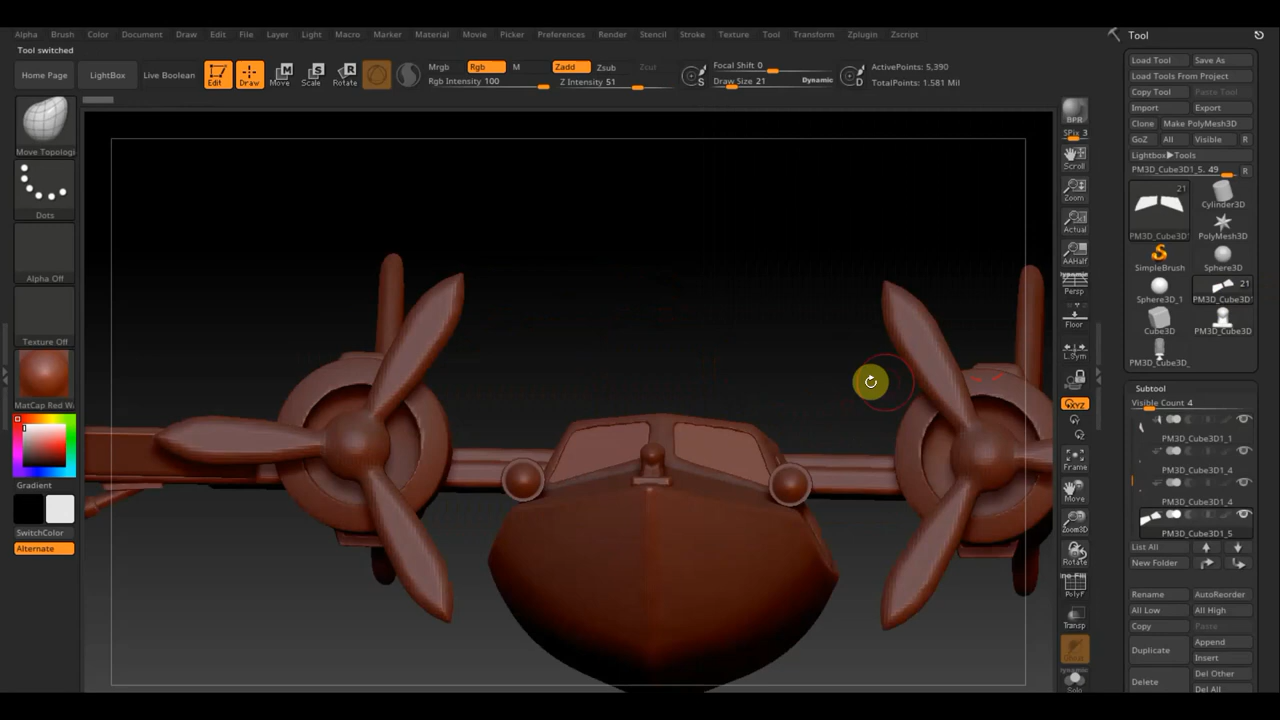 Alpha Brush Color Document Draw Edit File Layer Light Macro Marker Material Movie Picker Preferences Render Stencil Stroke Texture Tool Transform Zplugin Zscript
Tool
Tool switched
Home Page
LightBox
Live Boolean
Edit
Draw
Move
Scale
Rotate
Mrgb
Rgb
M
Rgb Intensity 100
Zadd
Zsub
Zcut
Z Intensity 51
S
Focal Shift 0
Draw Size 21
Dynamic
D
ActivePoints: 5,390
TotalPoints: 1.581 Mil
Move Topologi
Dots
Alpha Off
Texture Off
MatCap Red W
Gradient
SwitchColor
Alternate
BPR
SPix 3
Scroll
Zoom
Actual
AAHalf
Dynamic
Persp
Floor
L.Sym
XYZ
Frame
Move
Zoom3D
Rotate
PolyF
Transp
Ghost
Solo
Load Tool
Save As
Load Tools From Project
Copy Tool
Paste Tool
Import
Export
Clone
Make PolyMesh3D
GoZ
All
Visible
R
Lightbox▶Tools
PM3D_Cube3D1_5. 49
R
21
PM3D_Cube3D1
Cylinder3D
PolyMesh3D
SimpleBrush
Sphere3D
Sphere3D_1
21
PM3D_Cube3D1
Cube3D
PM3D_Cube3D
PM3D_Cube3D_
Subtool
Visible Count 4
PM3D_Cube3D1_1
PM3D_Cube3D1_4
PM3D_Cube3D1_4
PM3D_Cube3D1_5
List All
New Folder
Rename
AutoReorder
All Low
All High
Copy
Paste
Duplicate
Append
Insert
Delete
Del Other
Del All